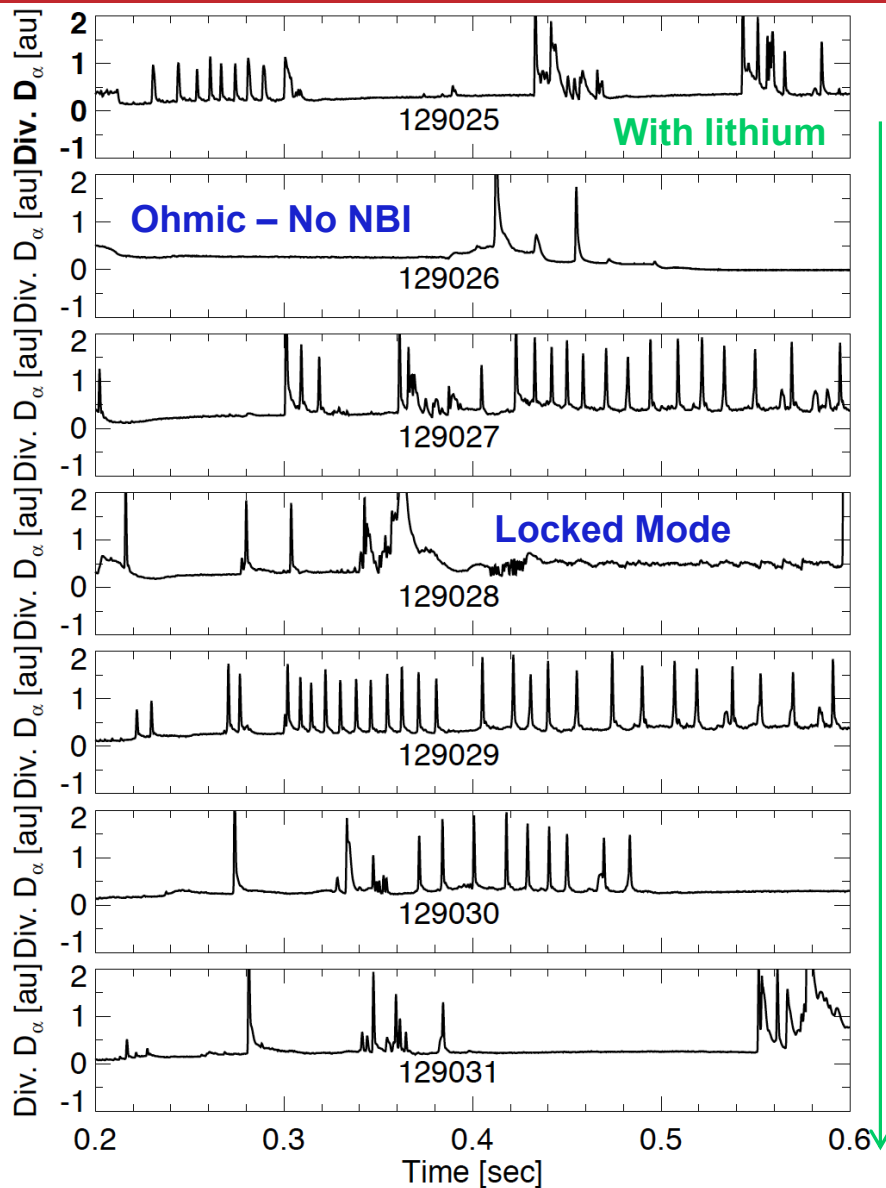 Div. Dα [au]
2
1
0
-1
129025
With lithium
Div. Dα [au]
2
1
0
-1
Ohmic – No NBI
129026
Div. Dα [au]
2
1
0
-1
129027
Div. Dα [au]
2
1
0
-1
Locked Mode
129028
Div. Dα [au]
2
1
0
-1
129029
Div. Dα [au]
2
1
0
-1
129030
Div. Dα [au]
2
1
0
-1
129031
0.2 0.3 0.4 0.5 0.6
Time [sec]